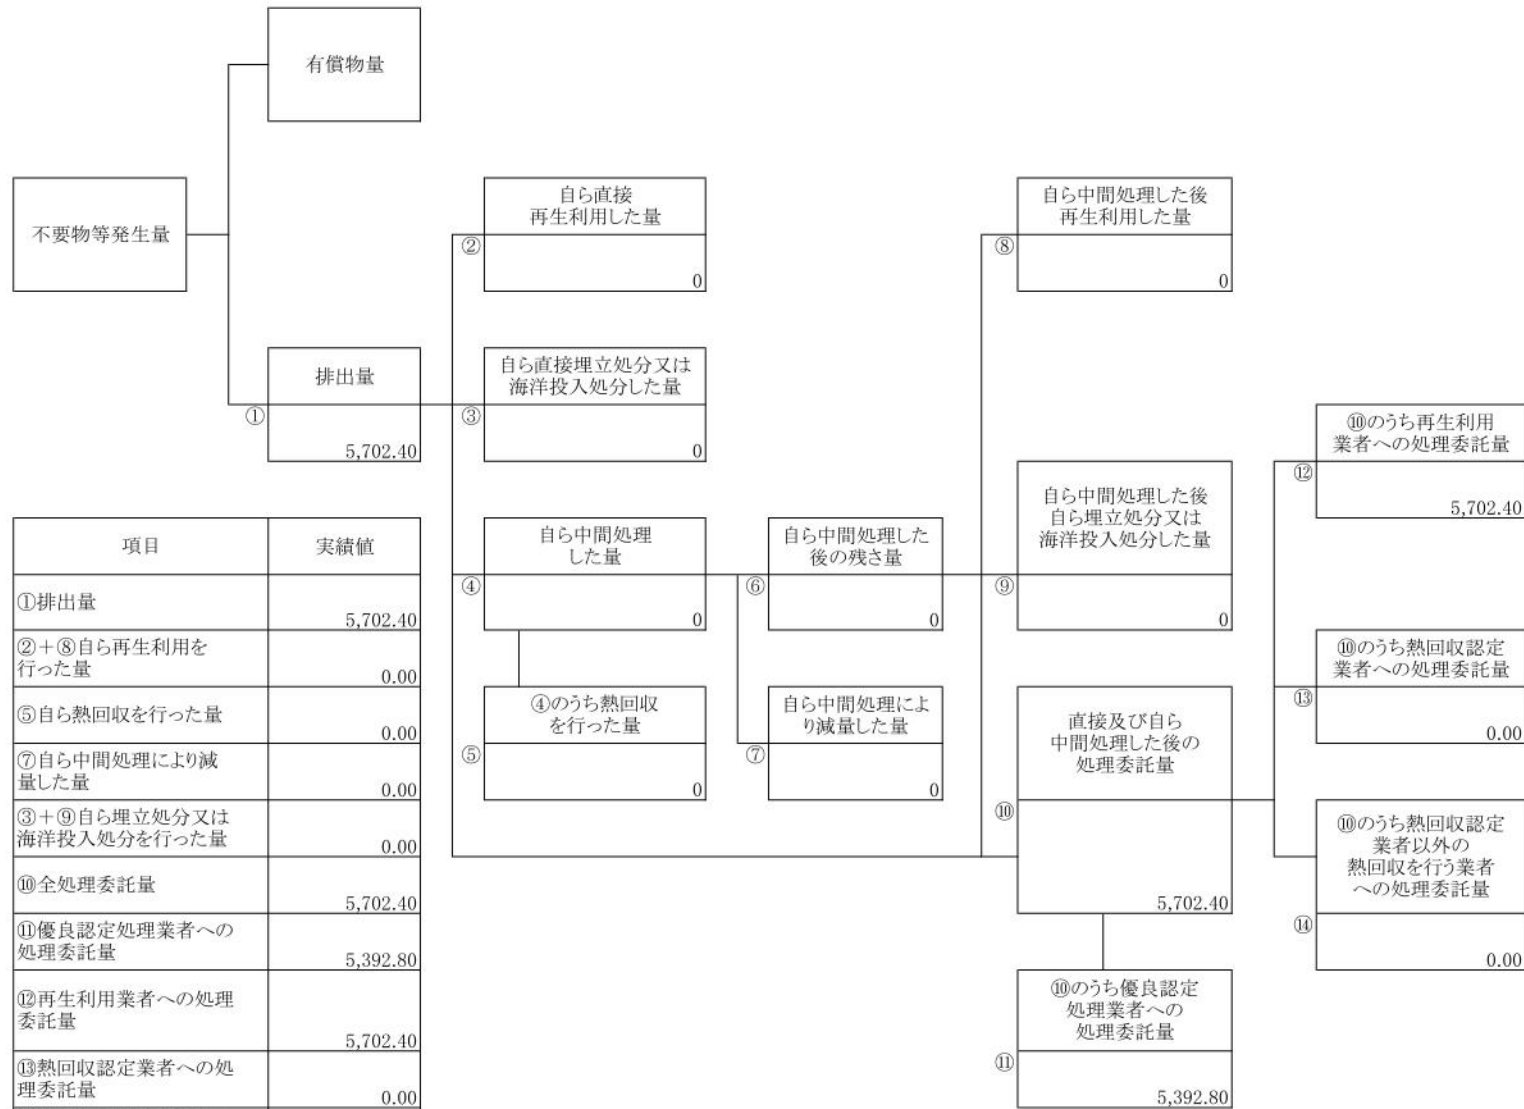 有償物量
不要物等発生量
自ら直接
再生利用した量
②
0
自ら中間処理した後
再生利用した量
⑧
0
排出量
①
5,702.40
自ら直接埋立処分又は
海洋投入処分した量
③
0
⑩のうち再生利用
業者への処理委託量
⑫
5,702.40
自ら中間処理
した量
④
0
自ら中間処理した
後の残さ量
⑥
0
自ら中間処理した後
自ら埋立処分又は
海洋投入処分した量
⑨
0
⑩のうち熱回収認定
業者への処理委託量
⑬
0.00
④のうち熱回収
を行った量
⑤
0
自ら中間処理によ
り減量した量
⑦
0
直接及び自ら
中間処理した後の
処理委託量
⑩
5,702.40
⑩のうち熱回収認定
業者以外の
熱回収を行う業者
への処理委託量
⑭
0.00
⑩のうち優良認定
処理業者への
処理委託量
⑪
5,392.80
項目
実績値
①排出量
5,702.40
②+⑧自ら再生利用を
行った量
0.00
⑤自ら熱回収を行った量
0.00
⑦自ら中間処理により減
量した量
0.00
③+⑨自ら埋立処分又は
海洋投入処分を行った量
0.00
⑩全処理委託量
5,702.40
⑪優良認定処理業者への
処理委託量
5,392.80
⑫再生利用業者への処理
委託量
5,702.40
⑬熱回収認定業者への処
理委託量
0.00